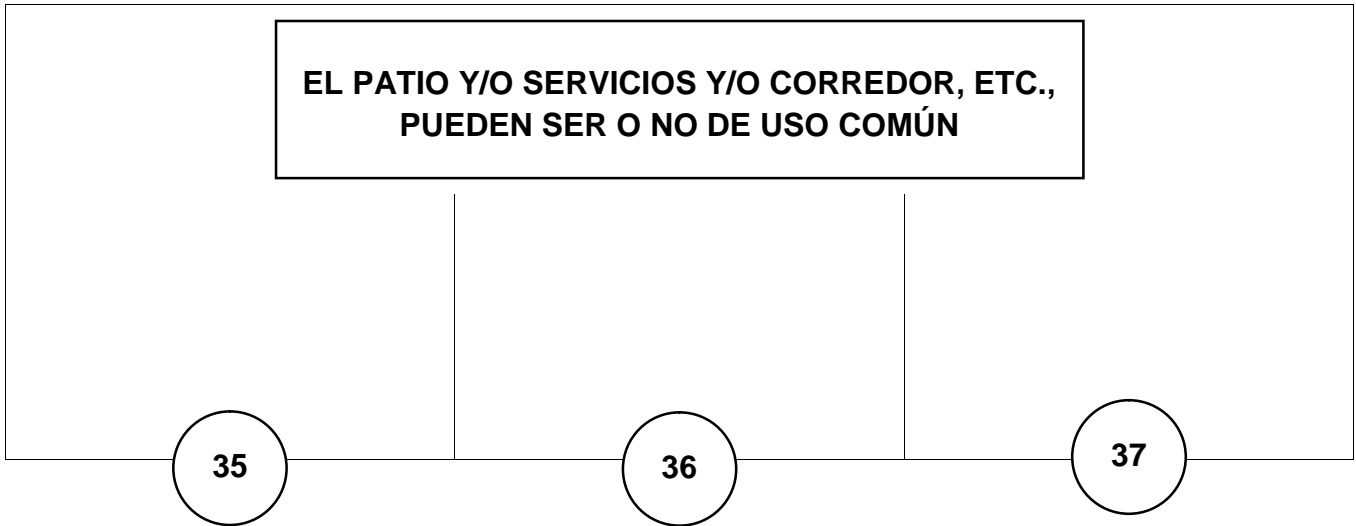 EL PATIO Y/O SERVICIOS Y/O CORREDOR, ETC.,
PUEDEN SER O NO DE USO COMÚN
35
36
37